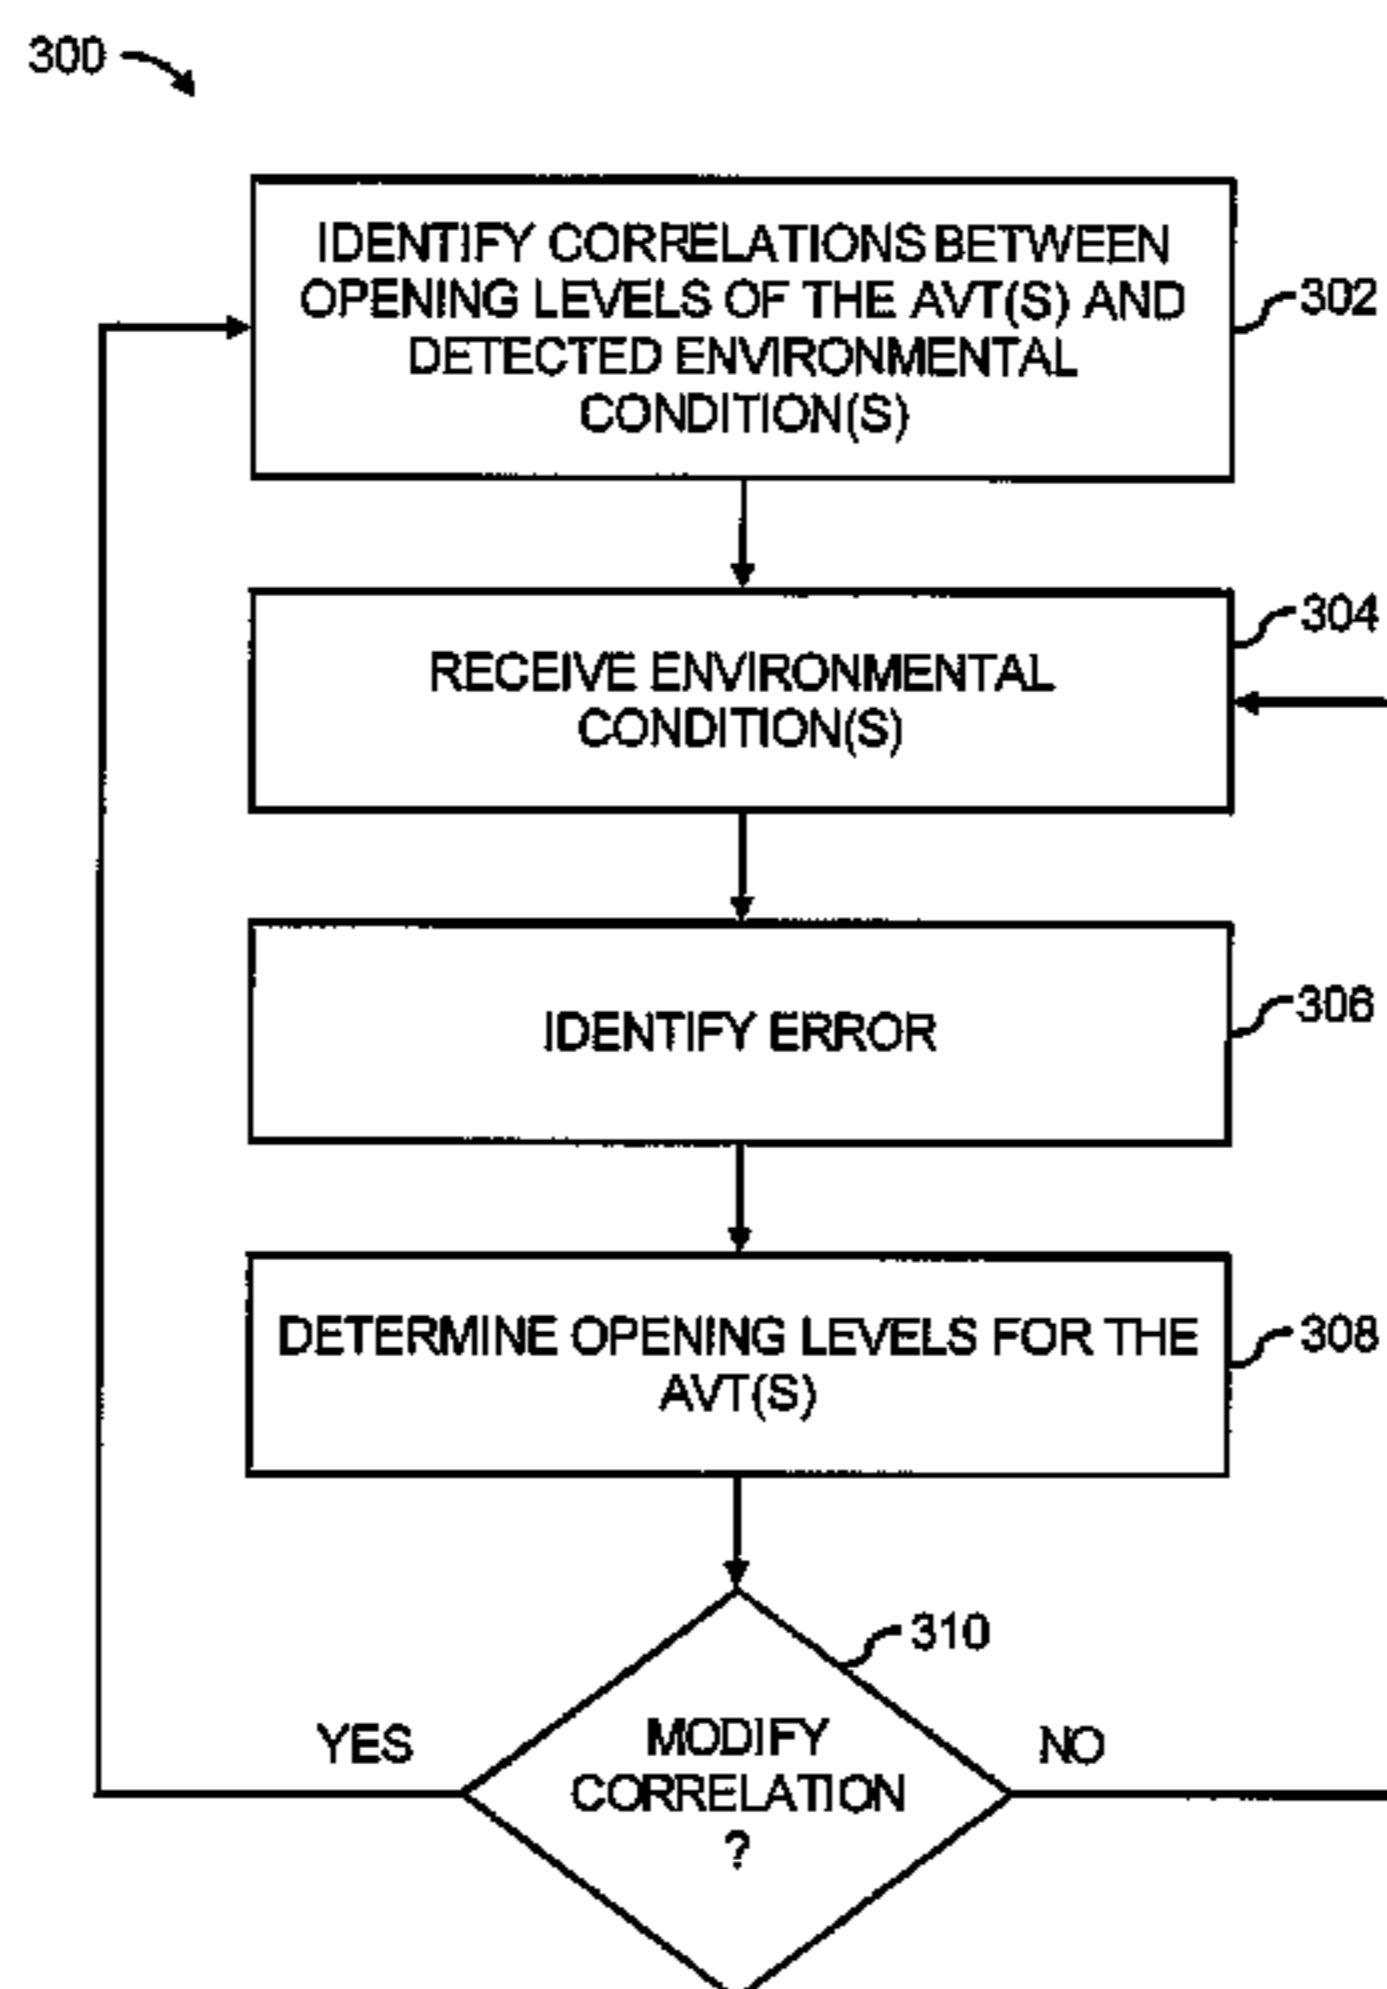 300
IDENTIFY CORRELATIONS BETWEEN
OPENING LEVELS OF THE AVT(S) AND
DETECTED ENVIRONMENTAL
CONDITION(S)
302
RECEIVE ENVIRONMENTAL
CONDITION(S)
304
IDENTIFY ERROR
306
DETERMINE OPENING LEVELS FOR THE
AVT(S)
308
310
YES
MODIFY
CORRELATION
?
NO